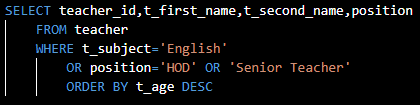 SELECT teacher_id,t_first_name,t_second_name,position
FROM teacher
WHERE t_subject='English'
OR position='HOD' OR 'Senior Teacher'
ORDER BY t_age DESC